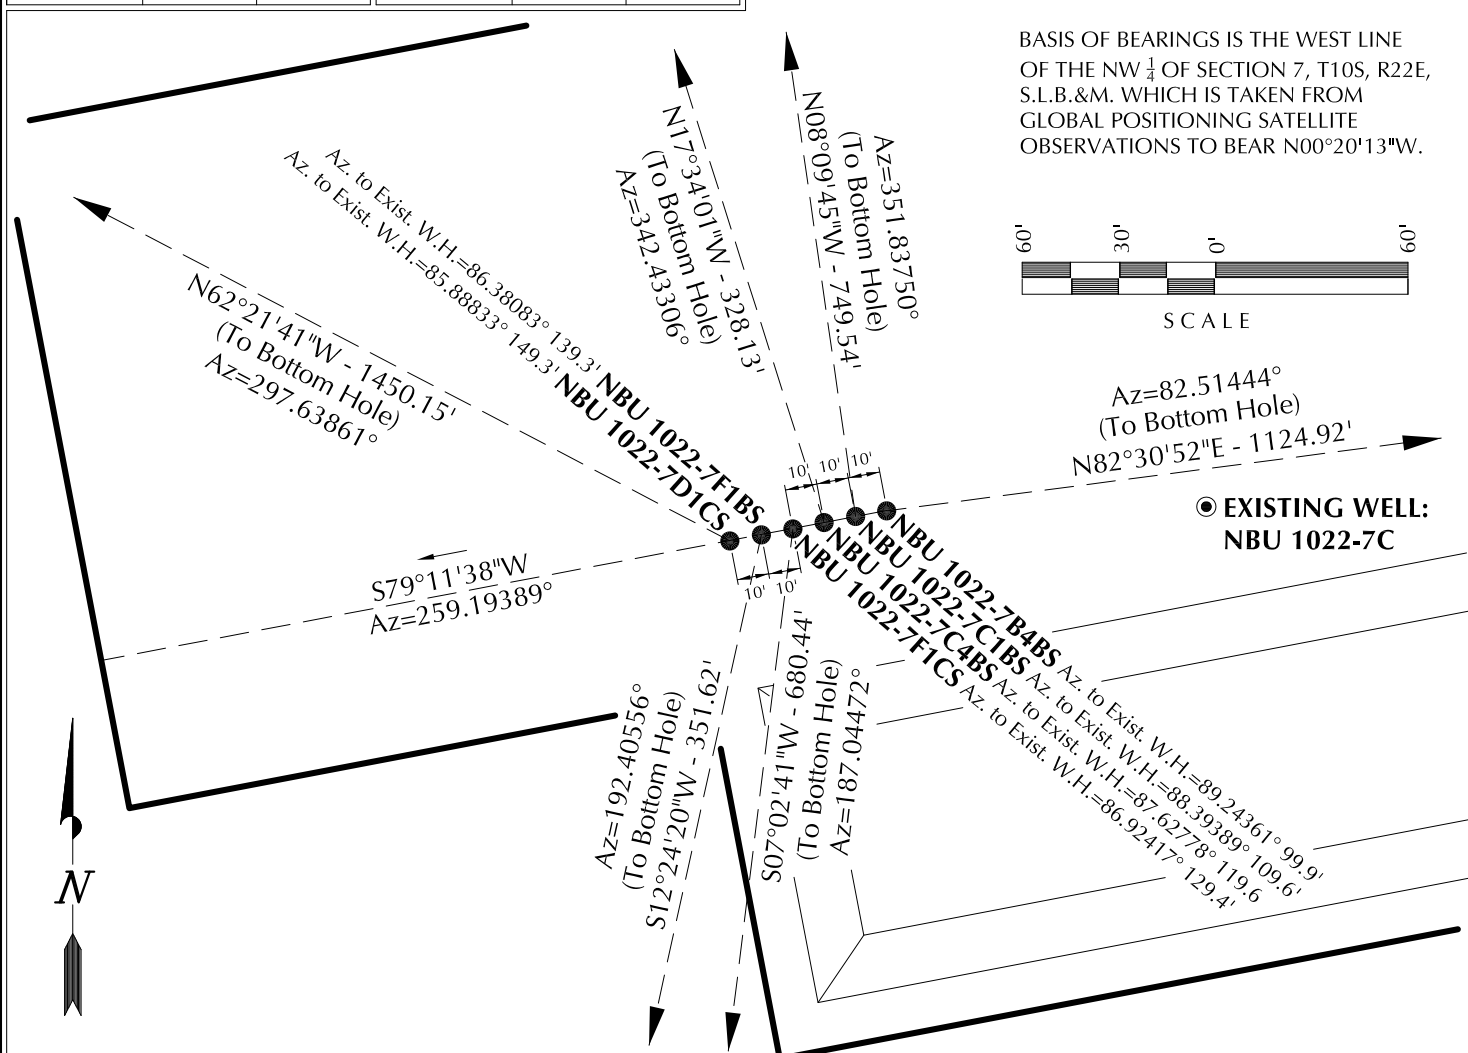 BASIS OF BEARINGS IS THE WEST LINE
OF THE NW 1/4 OF SECTION 7, T10S, R22E,
S.L.B.&M. WHICH IS TAKEN FROM
GLOBAL POSITIONING SATELLITE
OBSERVATIONS TO BEAR N00°20'13"W.
60'
30'
0'
60'
SCALE
N17°34'01"W - 328.13'
(To Bottom Hole)
Az=342.43306°
Az=351.83750°
(To Bottom Hole)
N08°09'45"W - 749.54'
Az. to Exist. W.H.=86.38083° 139.3' NBU 1022-7F1BS
Az. to Exist. W.H.=85.88833° 149.3' NBU 1022-7D1CS
N62°21'41"W - 1450.15'
(To Bottom Hole)
Az=297.63861°
Az=82.51444°
(To Bottom Hole)
N82°30'52"E - 1124.92'
EXISTING WELL:
NBU 1022-7C
10'
10'
10'
10'
10'
S79°11'38"W
Az=259.19389°
NBU 1022-7B4BS Az. to Exist. W.H.=89.24361° 99.9'
NBU 1022-7C1BS Az. to Exist. W.H.=88.39389° 109.6'
NBU 1022-7C4BS Az. to Exist. W.H.=87.62778° 119.6
NBU 1022-7F1CS Az. to Exist. W.H.=86.92417° 129.4'
Az=192.40556°
(To Bottom Hole)
S12°24'20"W - 351.62'
S07°02'41"W - 680.44'
(To Bottom Hole)
Az=187.04472°
N